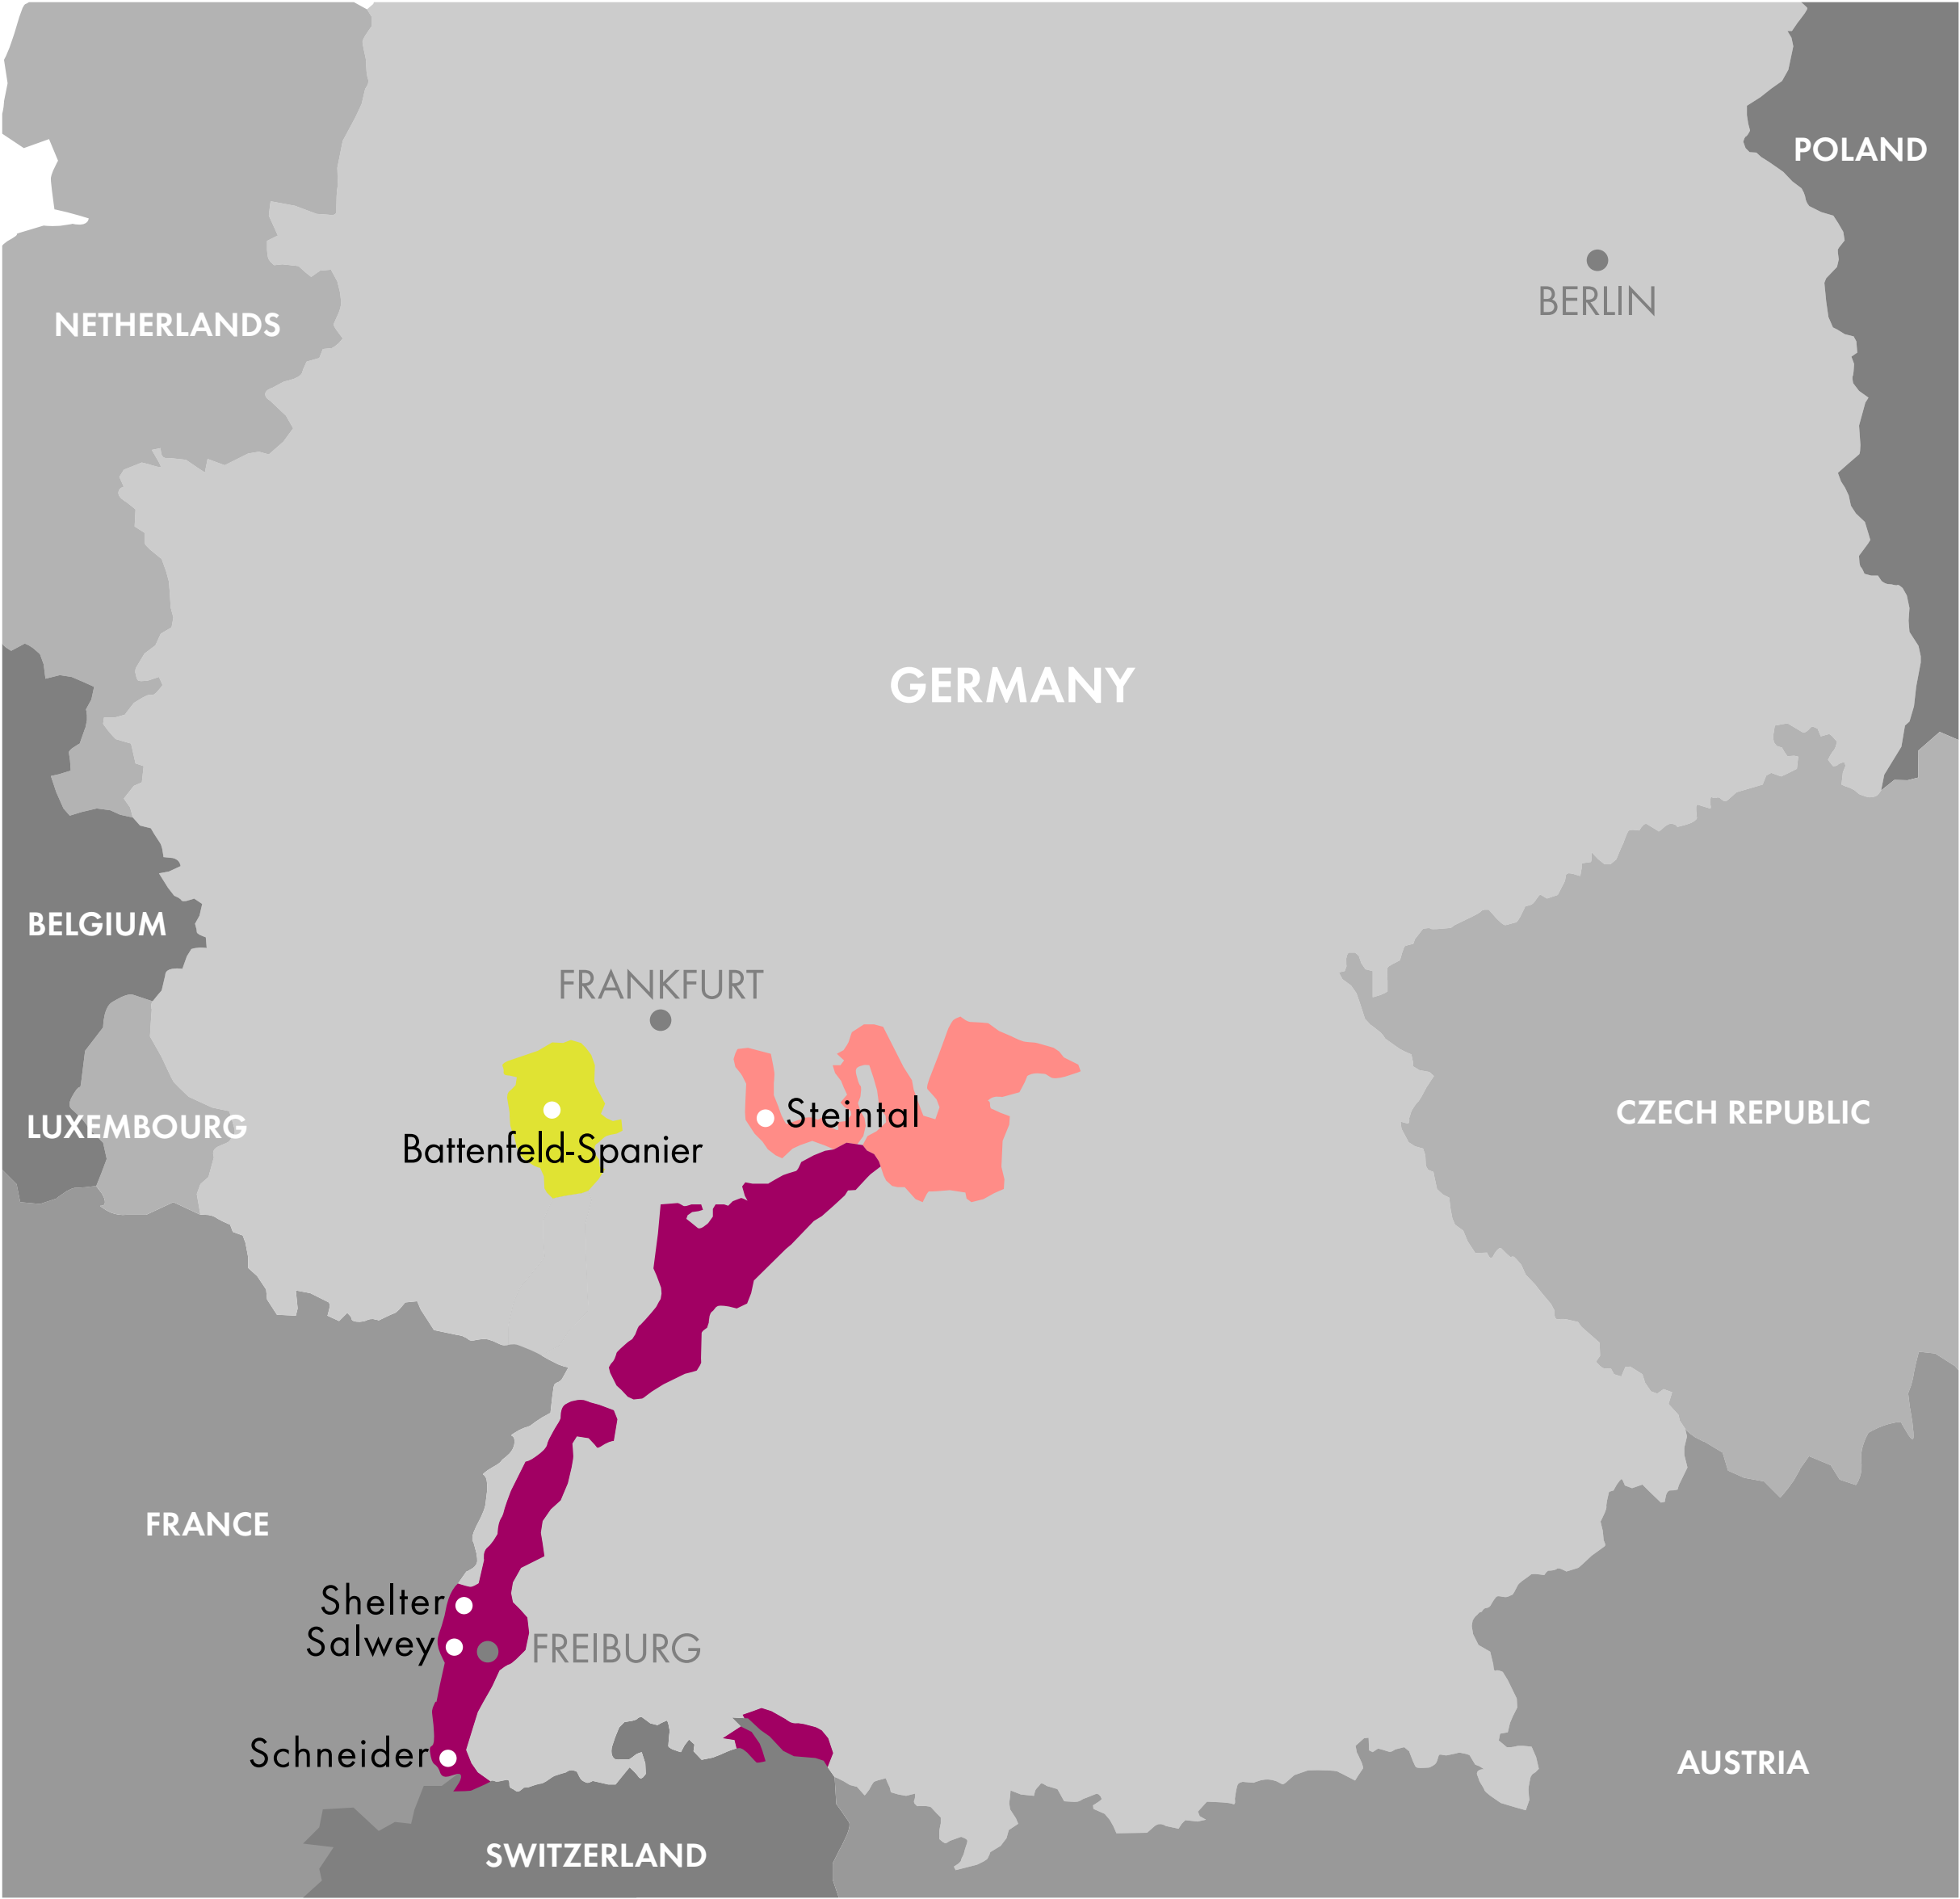 POLAND
BERLIN
NETHERLANDS
GERMANY
BELGIUM
FRANKFURT
LUXEMBOURG
Steintal
CZECH REPUBLIC
Battenfeld-Spanier
FRANCE
Shelter
Salwey
FREIBURG
Schneider
AUSTRIA
SWITZERLAND